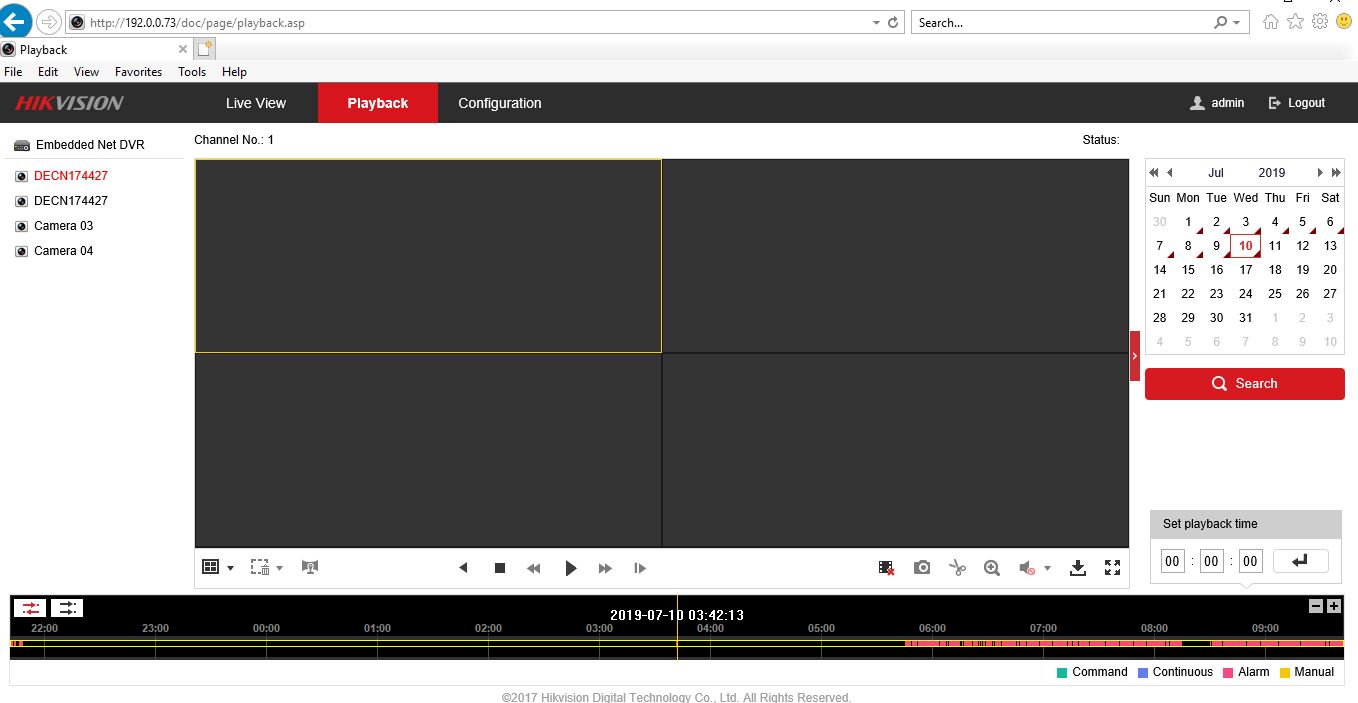 http://192.0.0.73/doc/page/playback.asp
Search...
Playback
File Edit View Favorites Tools Help
HIKVISION
Live View Playback Configuration
admin Logout
Embedded Net DVR
Channel No.: 1
Status:
DECN174427
DECN174427
Camera 03
Camera 04
Jul 2019
Sun Mon Tue Wed Thu Fri Sat
30 1 2 3 4 5 6
7 8 9 10 11 12 13
14 15 16 17 18 19 20
21 22 23 24 25 26 27
28 29 30 31 1 2 3
4 5 6 7 8 9 10
Search
Set playback time
00 : 00 : 00
2019-07-10 03:42:13
22:00 23:00 00:00 01:00 02:00 03:00 04:00 05:00 06:00 07:00 08:00 09:00
Command Continuous Alarm Manual
©2017 Hikvision Digital Technology Co., Ltd. All Rights Reserved.